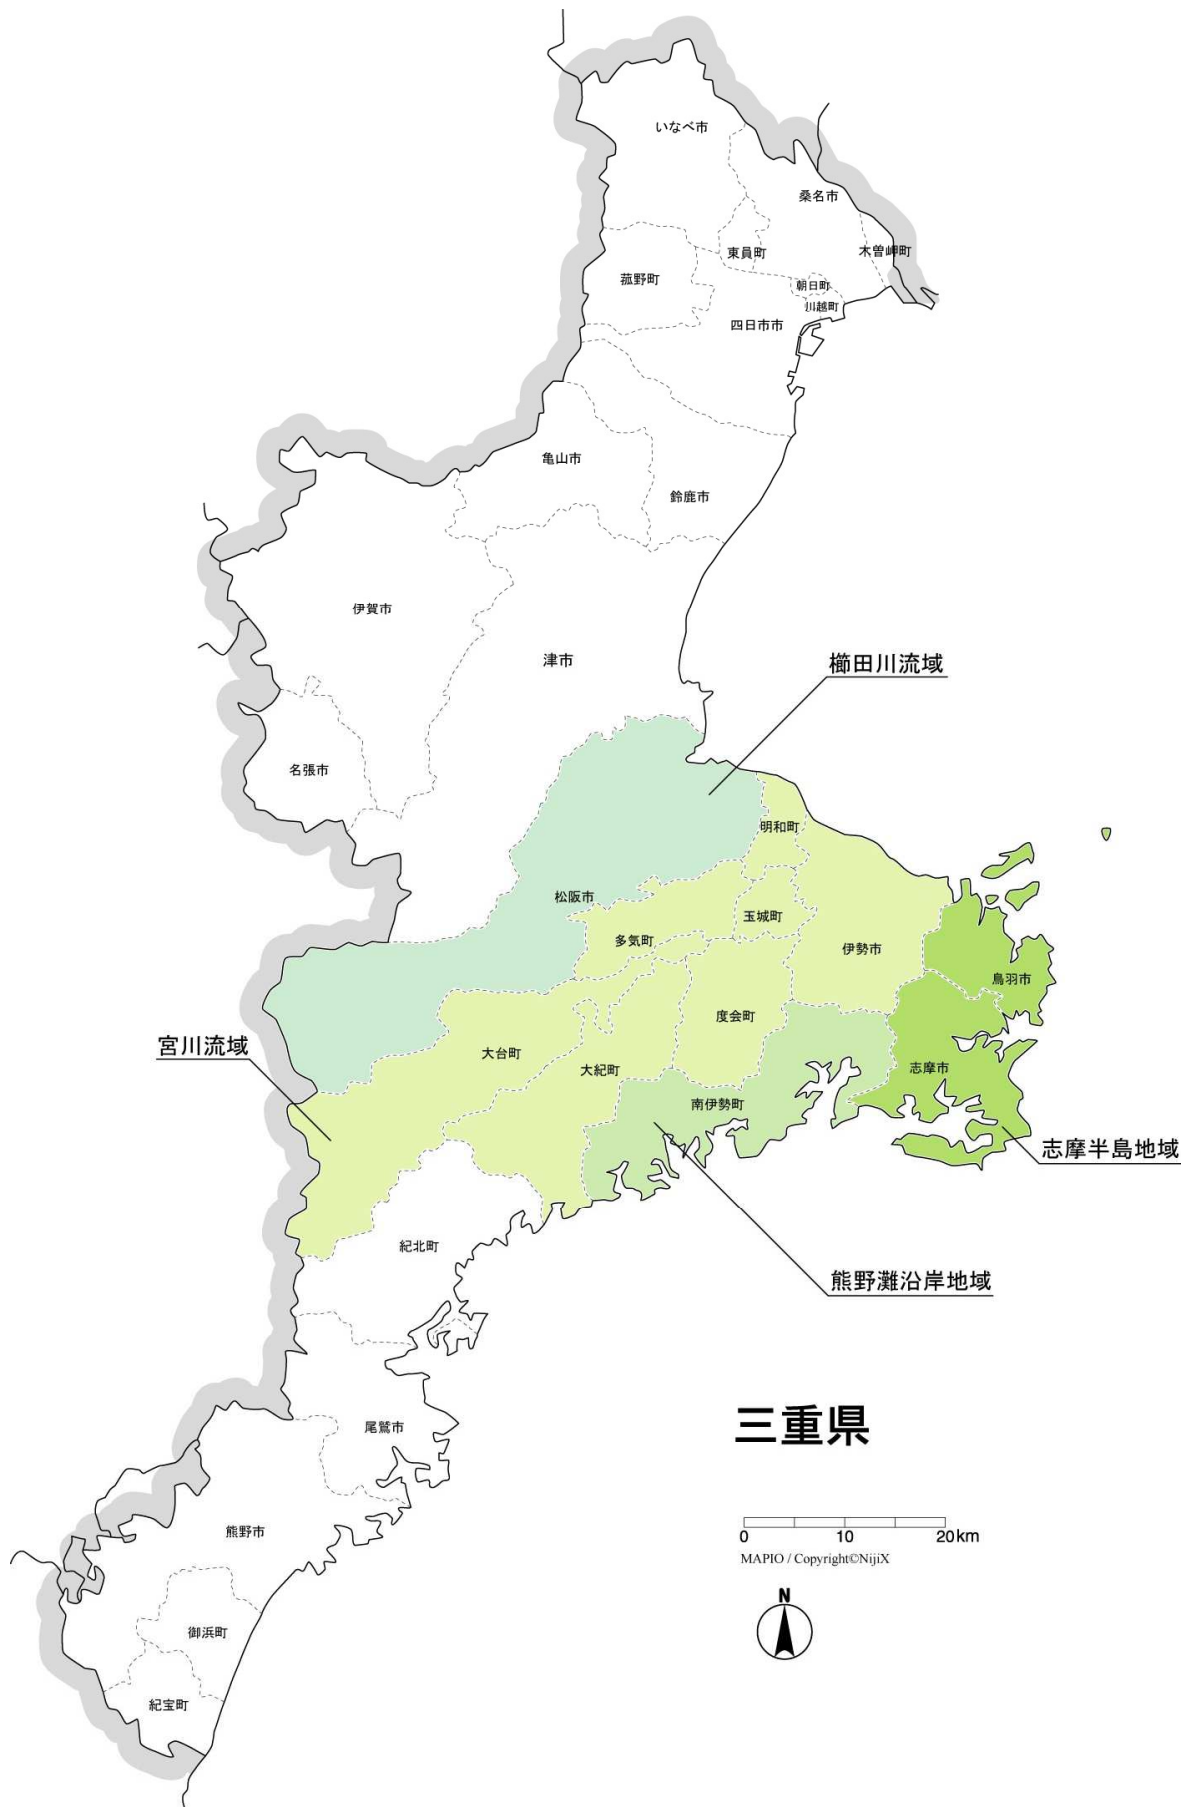 いなべ市
桑名市
東員町
木曽岬町
菰野町
朝日町
川越町
四日市市
亀山市
鈴鹿市
伊賀市
津市
櫛田川流域
名張市
明和町
松阪市
玉城町
多気町
伊勢市
鳥羽市
度会町
宮川流域
大台町
大紀町
志摩市
南伊勢町
志摩半島地域
紀北町
熊野灘沿岸地域
三重県
尾鷲市
熊野市
0 10 20km
MAPIO / Copyright©NijiX
N
御浜町
紀宝町